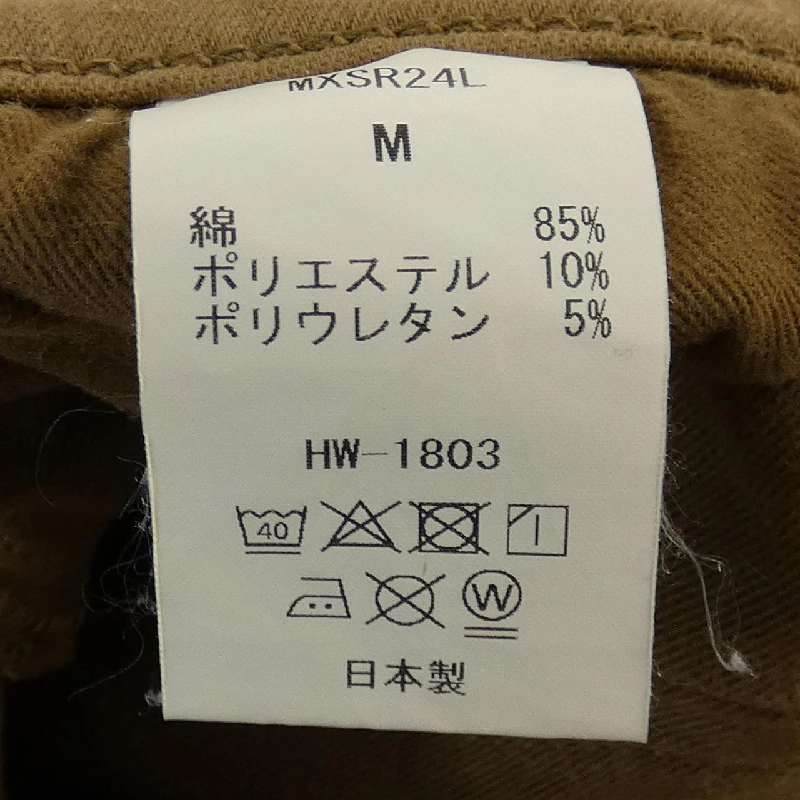 MXSR24L
M
綿 85%
ポリエステル 10%
ポリウレタン 5%
HW-1803
40
W
日本製